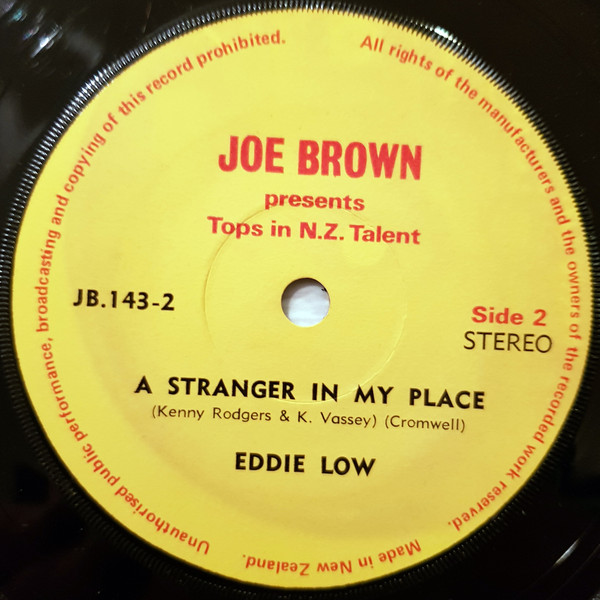 JOE BROWN
presents
Tops in N.Z. Talent
JB.143-2
Side 2
STEREO
A STRANGER IN MY PLACE
(Kenny Rodgers & K. Vassey) (Cromwell)
EDDIE LOW
All rights of the manufacturers and the owners of the recorded work reserved.
Unauthorised public performance, broadcasting and copying of this record prohibited.
Made in New Zealand.